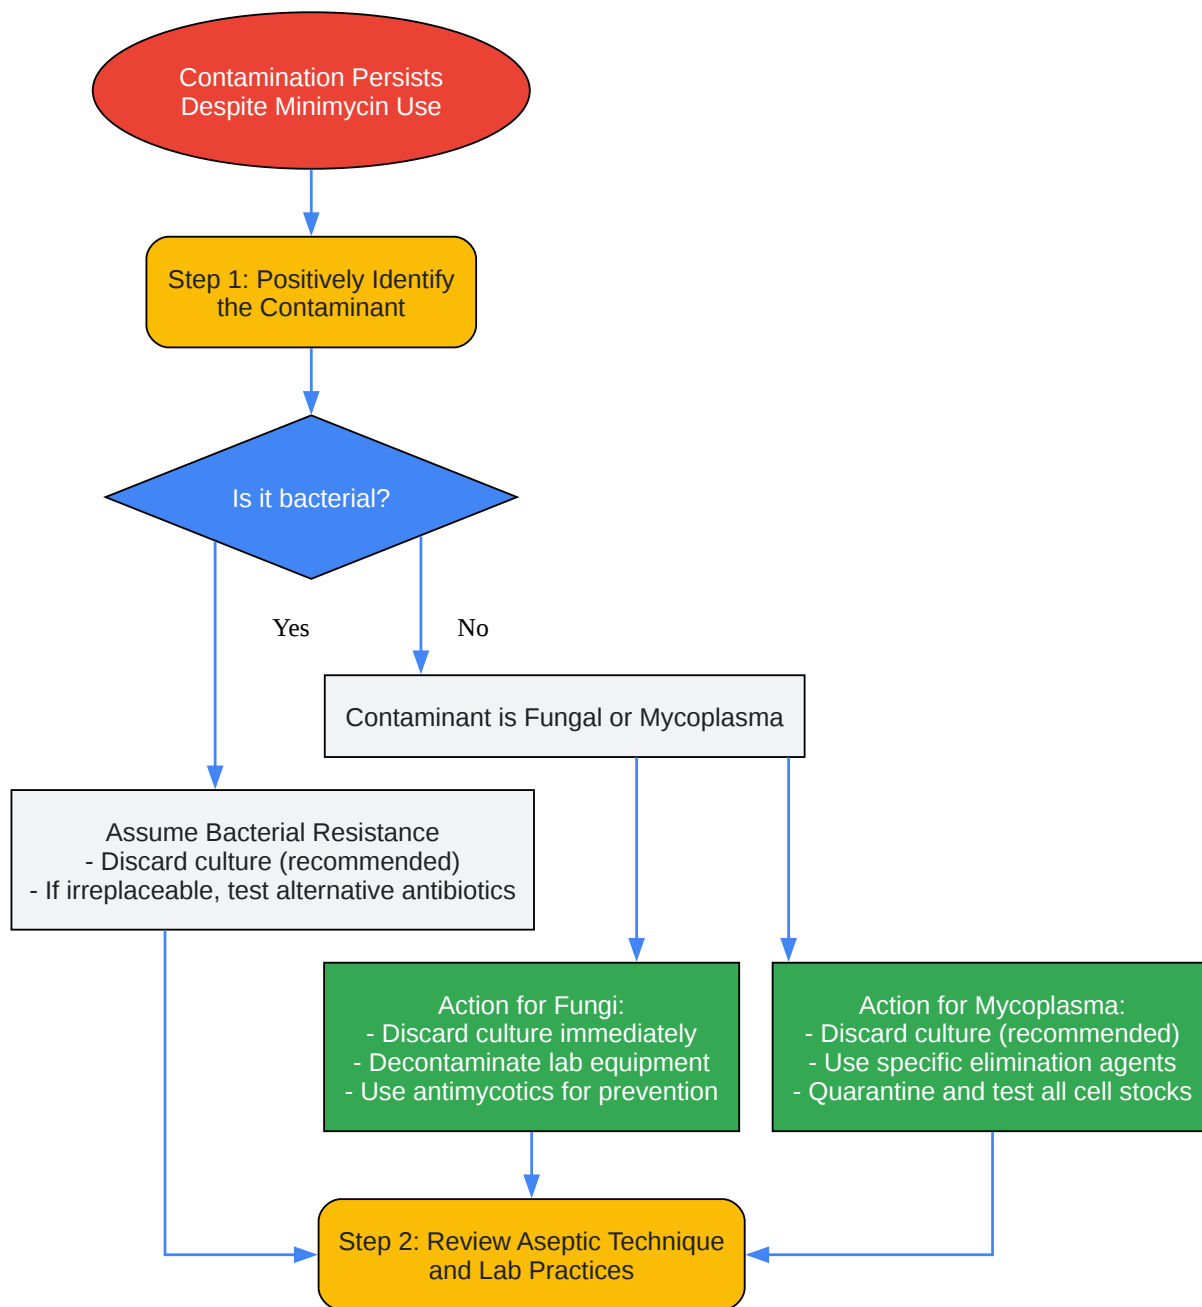 Contamination Persists
Despite Minimycin Use
Step 1: Positively Identify
the Contaminant
Is it bacterial?
Yes
No
Contaminant is Fungal or Mycoplasma
Assume Bacterial Resistance
- Discard culture (recommended)
- If irreplaceable, test alternative antibiotics
Action for Fungi:
- Discard culture immediately
- Decontaminate lab equipment
- Use antimycotics for prevention
Action for Mycoplasma:
- Discard culture (recommended)
- Use specific elimination agents
- Quarantine and test all cell stocks
Step 2: Review Aseptic Technique
and Lab Practices